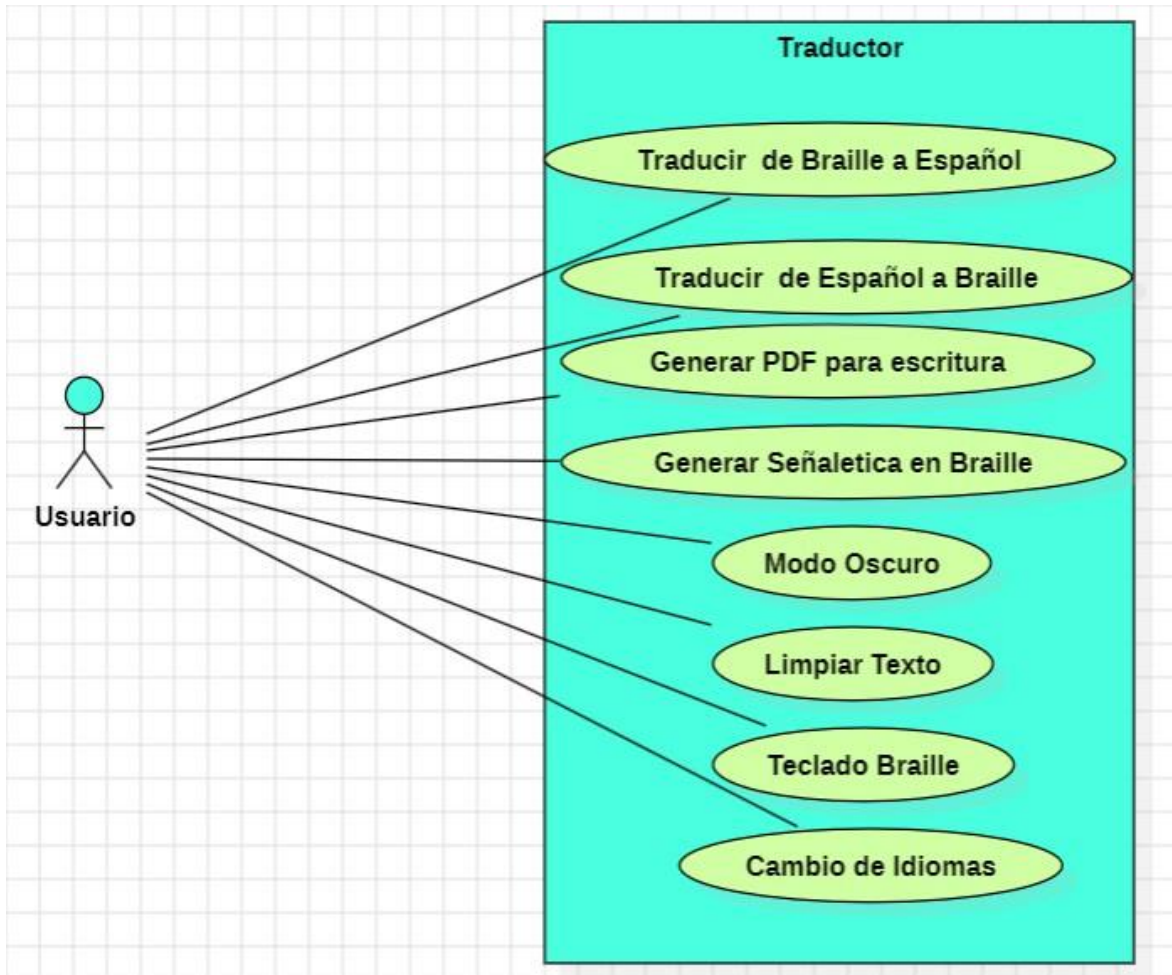 Traductor
Traducir de Braille a Español
Traducir de Español a Braille
Generar PDF para escritura
Generar Señaletica en Braille
Modo Oscuro
Usuario
Limpiar Texto
Teclado Braille
Cambio de Idiomas